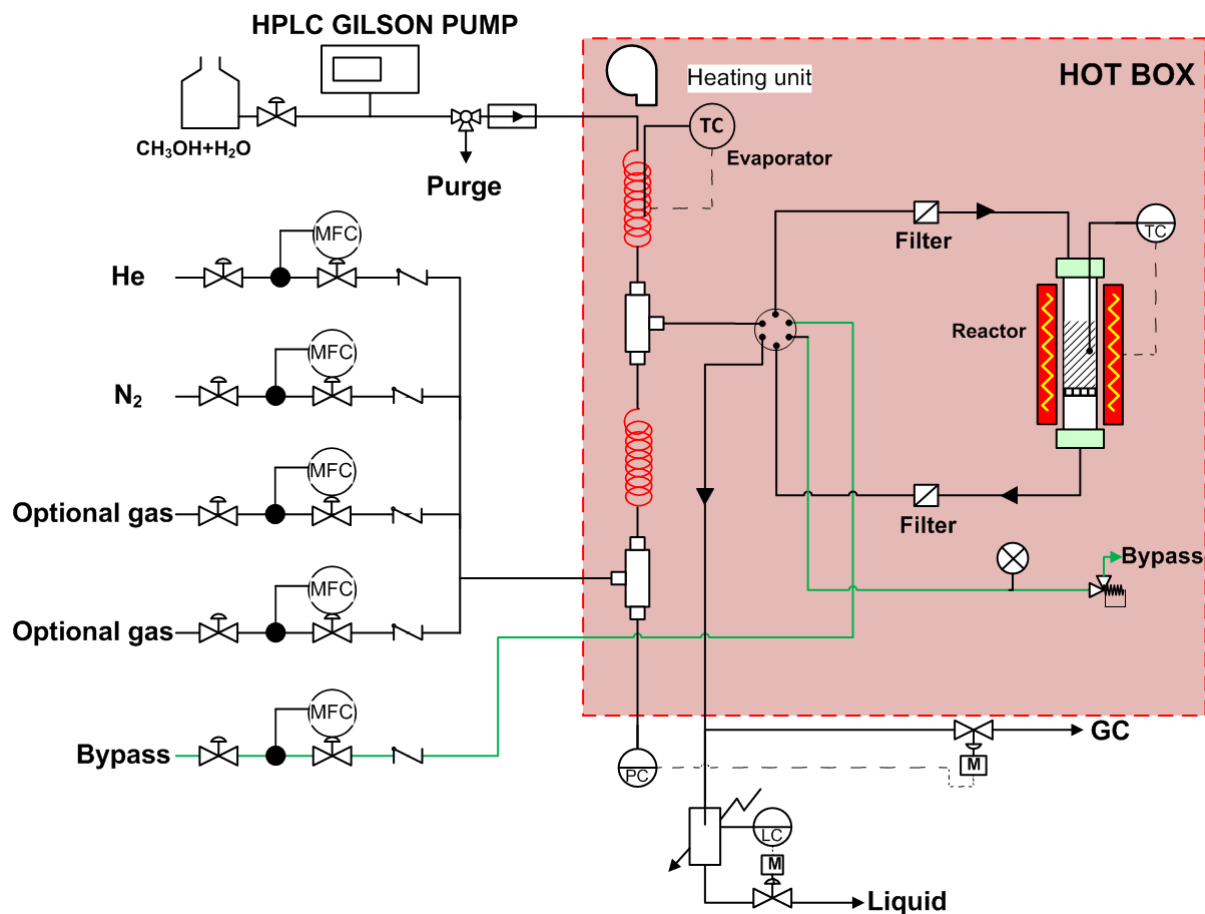 HPLC GILSON PUMP
Heating unit
HOT BOX
TC
CH₃OH+H₂O
Evaporator
Purge
MFC
He
Filter
TC
MFC
N₂
Reactor
MFC
Optional gas
Filter
Bypass
MFC
Optional gas
MFC
Bypass
GC
PC
M
LC
M
Liquid